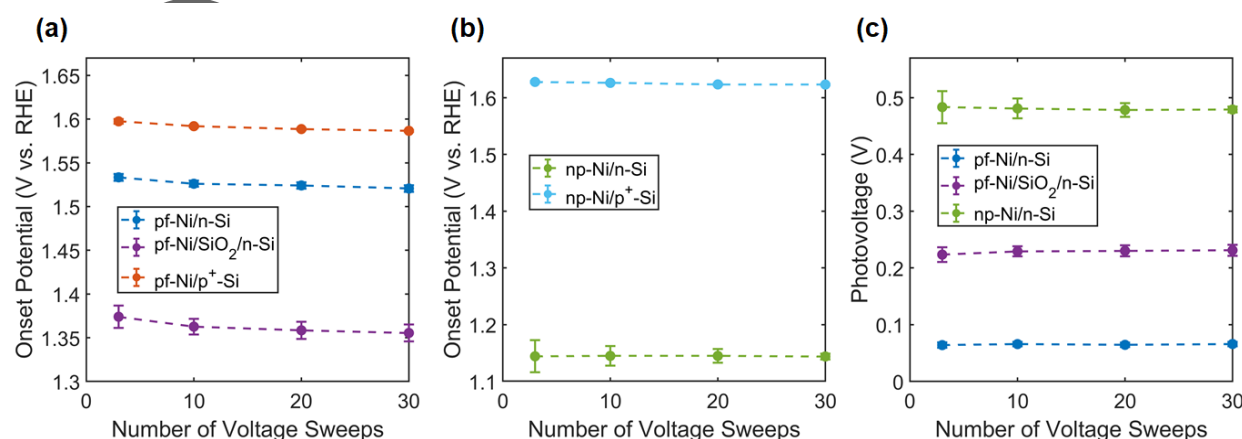 (a)
Onset Potential (V vs. RHE)
1.65
1.6
1.55
1.5
1.45
1.4
1.35
1.3
pf-Ni/n-Si
pf-Ni/SiO2/n-Si
pf-Ni/p+-Si
0
10
20
30
Number of Voltage Sweeps
(b)
Onset Potential (V vs. RHE)
1.6
1.5
1.4
1.3
1.2
1.1
np-Ni/n-Si
np-Ni/p+-Si
0
10
20
30
Number of Voltage Sweeps
(c)
Photovoltage (V)
0.5
0.4
0.3
0.2
0.1
0
pf-Ni/n-Si
pf-Ni/SiO2/n-Si
np-Ni/n-Si
0
10
20
30
Number of Voltage Sweeps